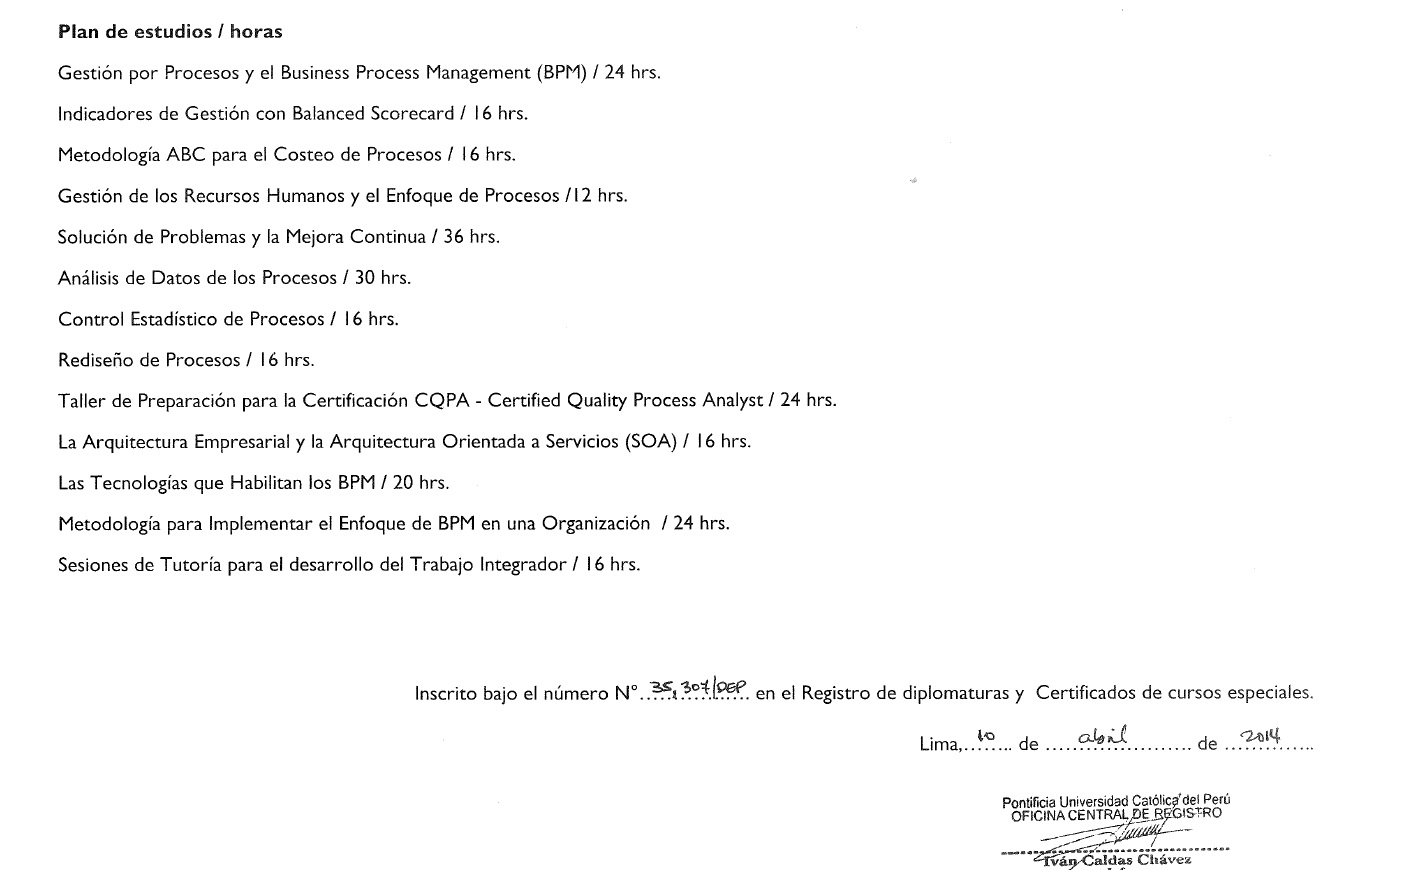 Plan de estudios / horas
Gestión por Procesos y el Business Process Management (BPM) / 24 hrs.
Indicadores de Gestión con Balanced Scorecard / 16 hrs.
Metodología ABC para el Costeo de Procesos / 16 hrs.
Gestión de los Recursos Humanos y el Enfoque de Procesos /12 hrs.
Solución de Problemas y la Mejora Continua / 36 hrs.
Análisis de Datos de los Procesos / 30 hrs.
Control Estadístico de Procesos / 16 hrs.
Rediseño de Procesos / 16 hrs.
Taller de Preparación para la Certificación CQPA - Certified Quality Process Analyst / 24 hrs.
La Arquitectura Empresarial y la Arquitectura Orientada a Servicios (SOA) / 16 hrs.
Las Tecnologías que Habilitan los BPM / 20 hrs.
Metodología para Implementar el Enfoque de BPM en una Organización / 24 hrs.
Sesiones de Tutoría para el desarrollo del Trabajo Integrador / 16 hrs.
Inscrito bajo el número N° 35,307/DEP en el Registro de diplomaturas y Certificados de cursos especiales.
Lima, 10 de abril de 2014
Pontificia Universidad Católica del Perú
OFICINA CENTRAL DE REGISTRO
Iván Caldas Chávez